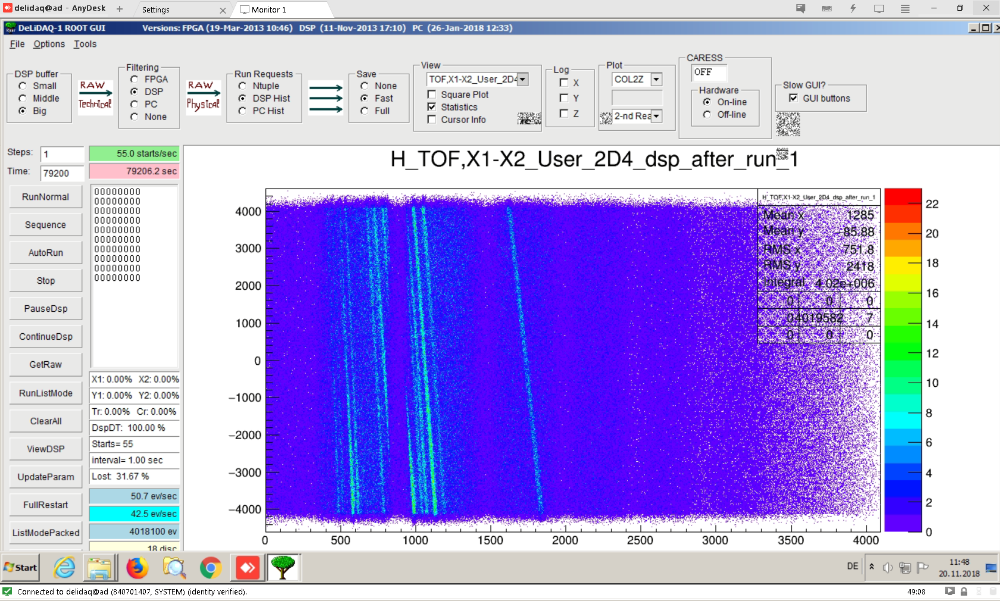 delidaq@ad - AnyDesk + Settings Monitor 1
DeLiDAQ-1 ROOT GUI Versions: FPGA (19-Mar-2013 10:46) DSP (11-Nov-2013 17:10) PC (26-Jan-2018 12:33)
File Options Tools
DSP buffer
Small
Middle
Big
RAW
Technical
Filtering
FPGA
DSP
PC
None
RAW
Physical
Run Requests
Ntuple
DSP Hist
PC Hist
Save
None
Fast
Full
View
TOF,X1-X2_User_2D4
Square Plot
Statistics
Cursor Info
Log
X
Y
Z
Plot
COL2Z
2-nd Rea
CARESS
OFF
Hardware
On-line
Off-line
Slow GUI?
GUI buttons
Steps: 1 55.0 starts/sec
Time: 79200 79206.2 sec
RunNormal
Sequence
AutoRun
Stop
PauseDsp
ContinueDsp
GetRaw
RunListMode
ClearAll
ViewDSP
UpdateParam
FullRestart
ListModePacked
00000000
00000000
00000000
00000000
00000000
00000000
00000000
00000000
00000000
00000000
X1: 0.00% X2: 0.00%
Y1: 0.00% Y2: 0.00%
Tr: 0.00% Cr: 0.00%
DspDT: 100.00 %
Starts= 55
interval= 1.00 sec
Lost: 31.67 %
50.7 ev/sec
42.5 ev/sec
4018100 ev
18 disc
H_TOF,X1-X2_User_2D4_dsp_after_run_1
4000
3000
2000
1000
0
−1000
−2000
−3000
−4000
0 500 1000 1500 2000 2500 3000 3500 4000
H_TOF,X1-X2_User_2D4_dsp_after_run_1
Mean x 1285
Mean y −85.88
RMS x 751.8
RMS y 2418
Integral 4.02e+006
0 0 0
0 4019582 7
0 0 0
22
20
18
16
14
12
10
8
6
4
2
0
Start
DE
11:48
20.11.2018
Connected to delidaq@ad (840701407, SYSTEM) (identity verified). 49:08